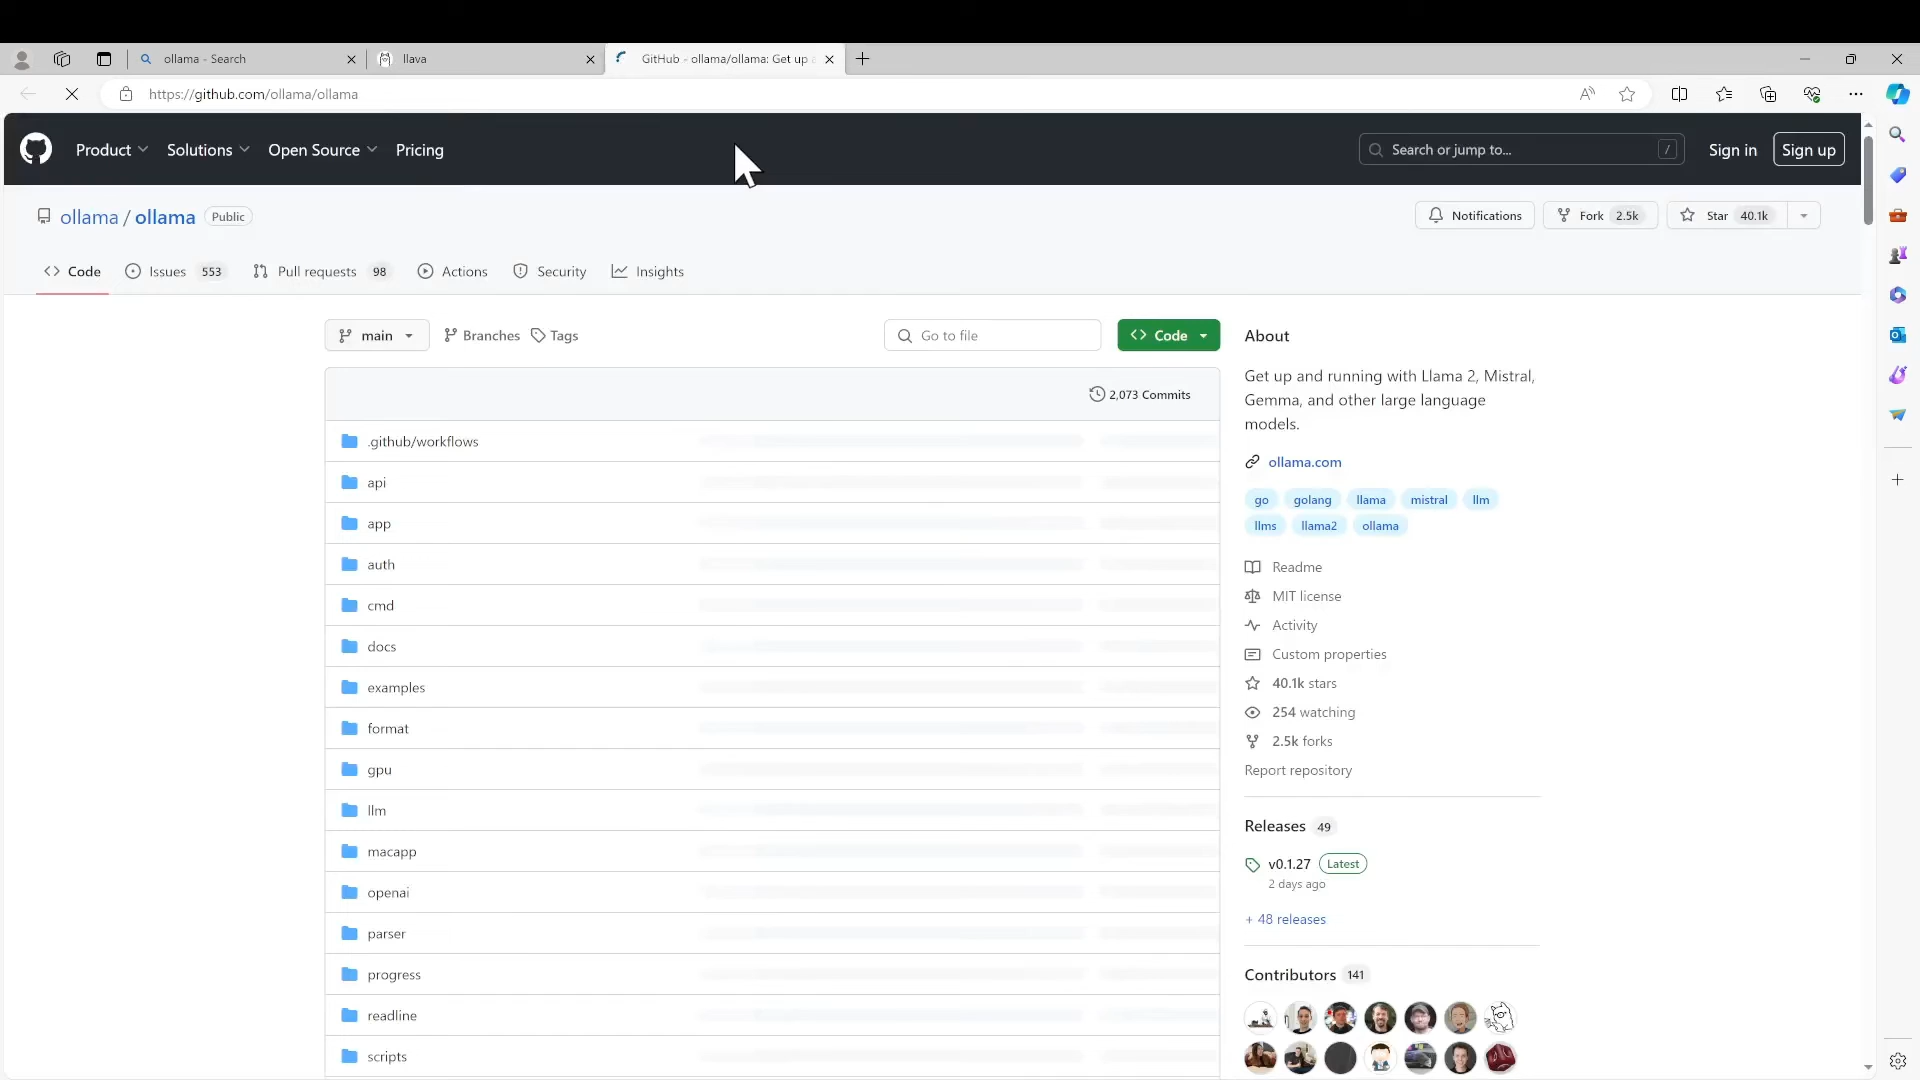 ollama - Search
llava
GitHub - ollama/ollama: Get up a
https://github.com/ollama/ollama
Product
Solutions
Open Source
Pricing
Search or jump to...
/
Sign in
Sign up
ollama / ollama Public
Notifications
Fork 2.5k
Star 40.1k
Code
Issues 553
Pull requests 98
Actions
Security
Insights
main
Branches
Tags
Go to file
Code
2,073 Commits
.github/workflows
api
app
auth
cmd
docs
examples
format
gpu
llm
macapp
openai
parser
progress
readline
scripts
About
Get up and running with Llama 2, Mistral,
Gemma, and other large language
models.
ollama.com
go golang llama mistral llm
llms llama2 ollama
Readme
MIT license
Activity
Custom properties
40.1k stars
254 watching
2.5k forks
Report repository
Releases 49
v0.1.27 Latest
2 days ago
+ 48 releases
Contributors 141